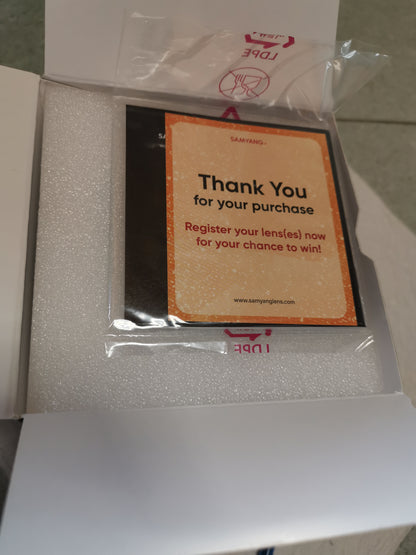 LDPE
SA
SAMYANG
Thank You
for your purchase
Register your lens(es) now
for your chance to win!
www.samyanglens.com
LDPE